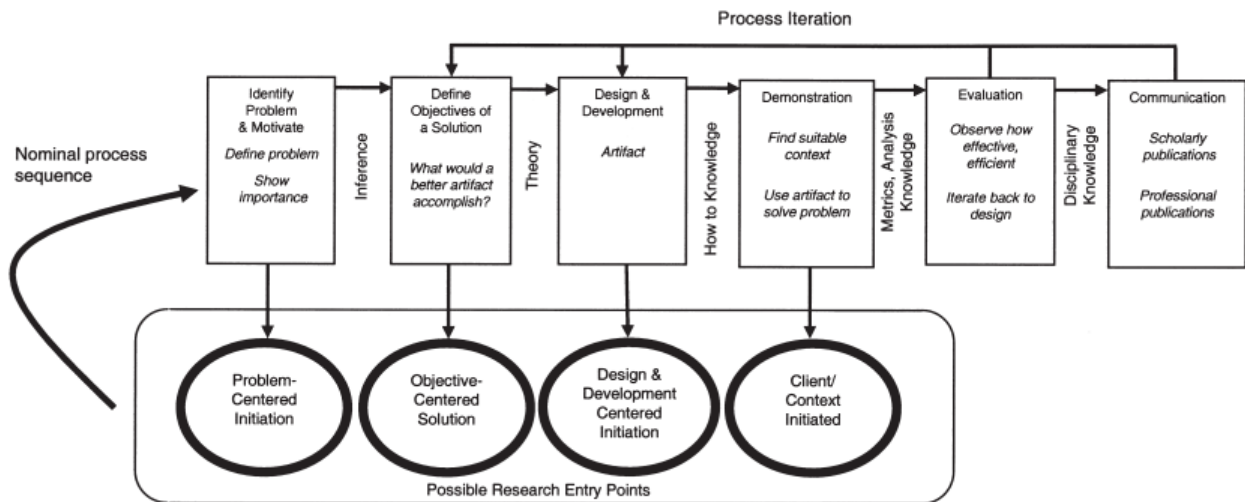 Process Iteration
Nominal process
sequence
Identify
Problem
& Motivate
Define problem
Show
importance
Inference
Define
Objectives of
a Solution
What would a
better artifact
accomplish?
Theory
Design &
Development
Artifact
How to Knowledge
Demonstration
Find suitable
context
Use artifact to
solve problem
Metrics, Analysis
Knowledge
Evaluation
Observe how
effective,
efficient
Iterate back to
design
Disciplinary
Knowledge
Communication
Scholarly
publications
Professional
publications
Problem-
Centered
Initiation
Objective-
Centered
Solution
Design &
Development
Centered
Initiation
Client/
Context
Initiated
Possible Research Entry Points